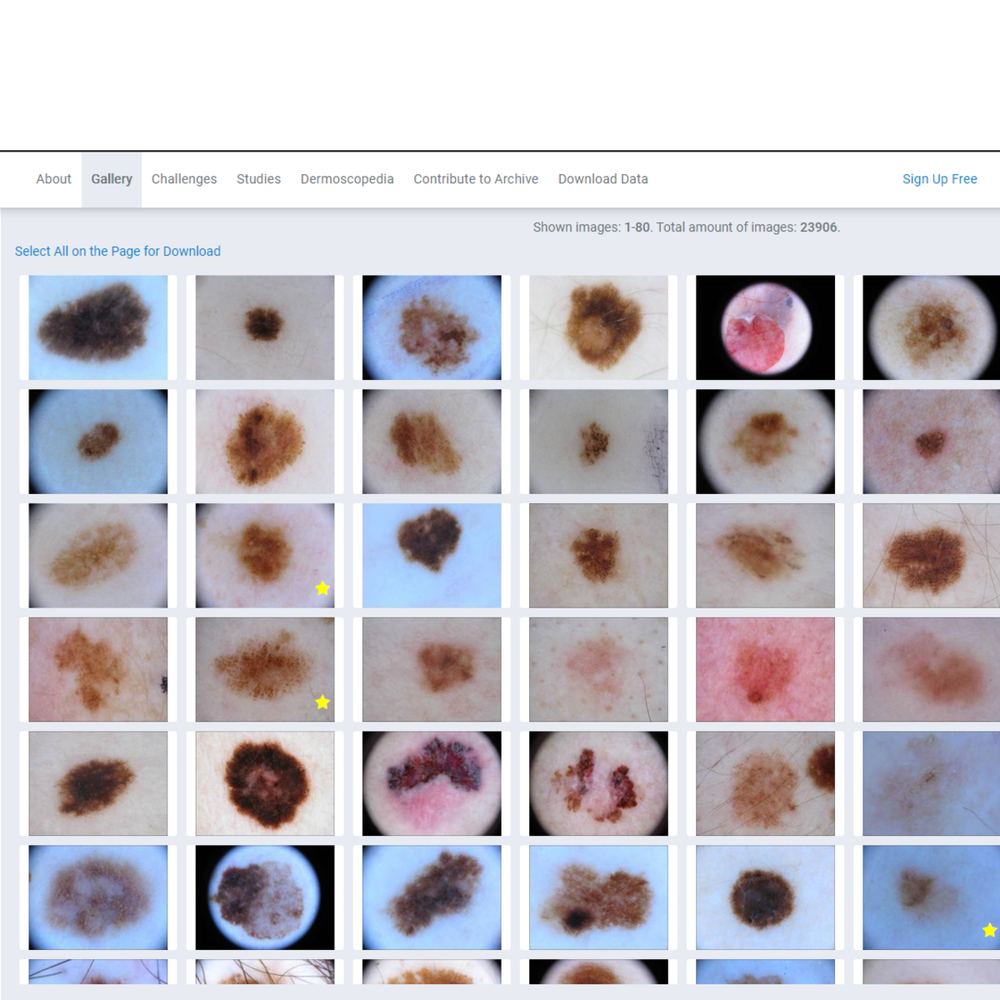 About Gallery Challenges Studies Dermoscopedia Contribute to Archive Download Data Sign Up Free
Shown images: 1-80. Total amount of images: 23906.
Select All on the Page for Download